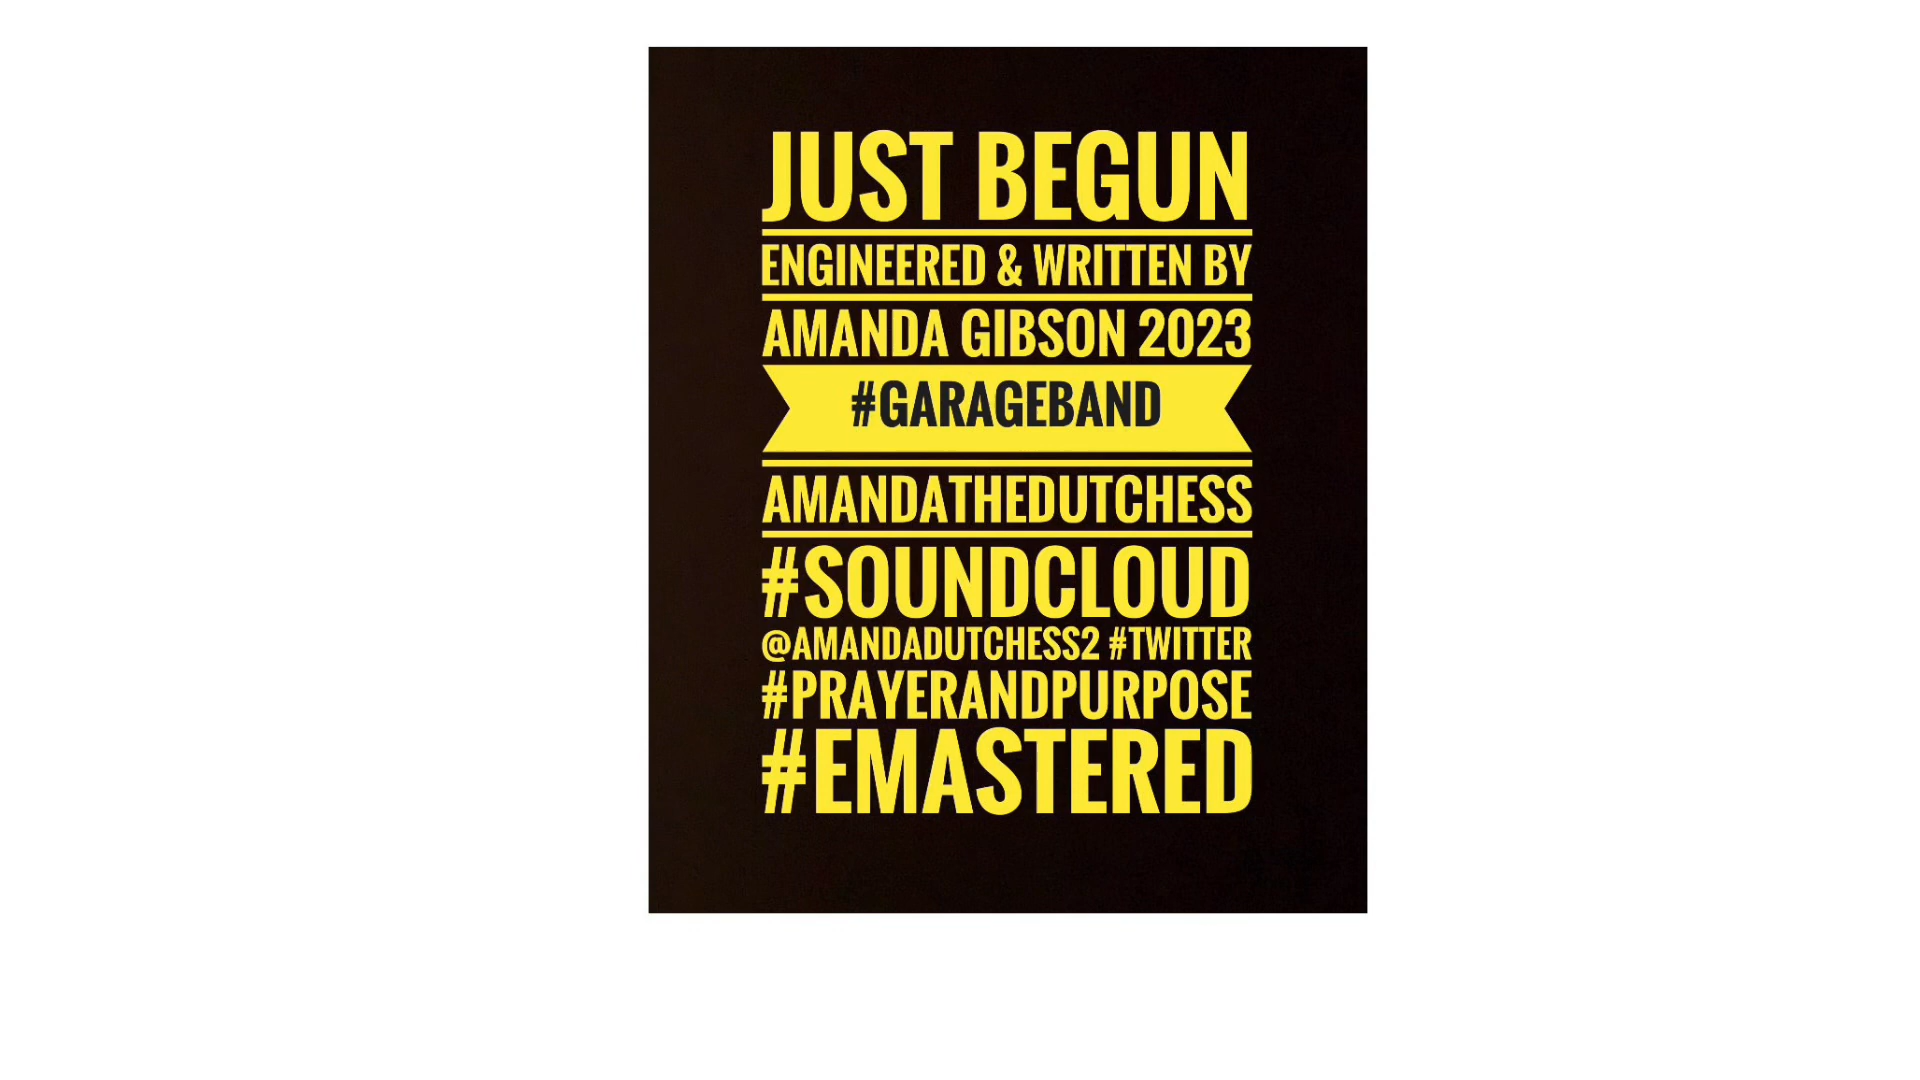 JUST BEGUN
ENGINEERED & WRITTEN BY
AMANDA GIBSON 2023
#GARAGEBAND
AMANDATHEDUTCHESS
#SOUNDCLOUD
@AMANDADUTCHESS2 #TWITTER
#PRAYERANDPURPOSE
#EMASTERED